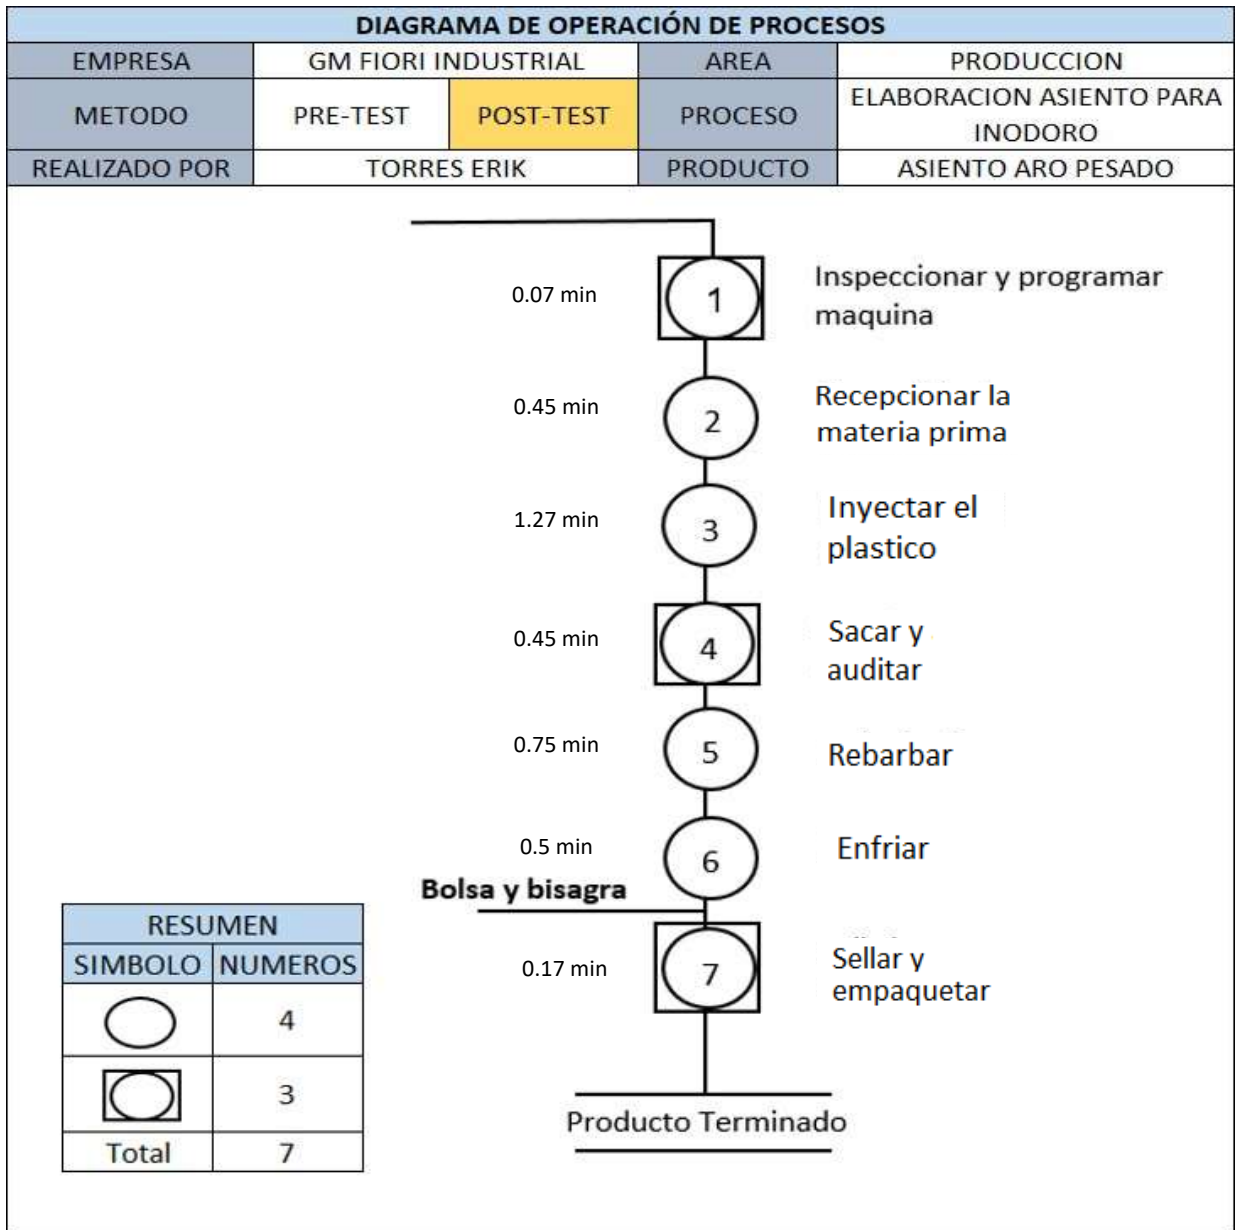 DIAGRAMA DE OPERACIÓN DE PROCESOS
EMPRESA GM FIORI INDUSTRIAL AREA PRODUCCION
METODO PRE-TEST POST-TEST PROCESO ELABORACION ASIENTO PARA
INODORO
REALIZADO POR TORRES ERIK PRODUCTO ASIENTO ARO PESADO
0.07 min 1 Inspeccionar y programar
maquina
0.45 min 2 Recepcionar la
materia prima
1.27 min 3 Inyectar el
plastico
0.45 min 4 Sacar y
auditar
0.75 min 5 Rebarbar
0.5 min 6 Enfriar
Bolsa y bisagra
0.17 min 7 Sellar y
empaquetar
Producto Terminado
RESUMEN
SIMBOLO NUMEROS
4
3
Total 7